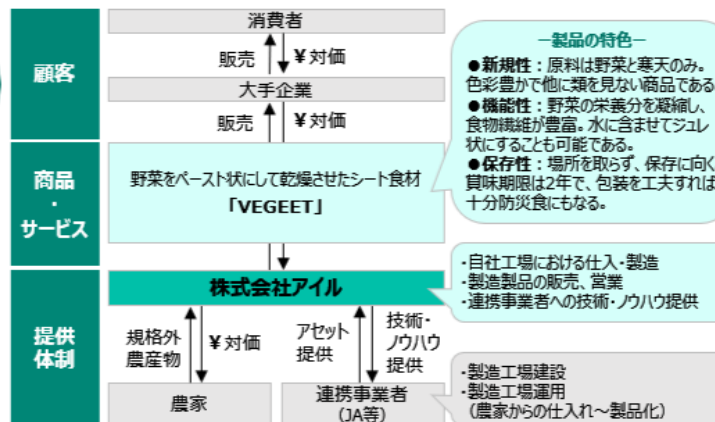 消費者
販売
¥対価
顧客
大手企業
販売
¥対価
ー製品の特色ー
●新規性：原料は野菜と寒天のみ。
色彩豊かで他に類を見ない商品である
●機能性：野菜の栄養分を凝縮し、
食物繊維が豊富。水に含ませてジュレ
状にすることも可能である。
●保存性：場所を取らず、保存に向く
賞味期限は2年で、包装を工夫すれば
十分防災食にもなる。
商品
・
サービス
野菜をペースト状にして乾燥させたシート食材
「VEGEET」
株式会社アイル
・自社工場における仕入・製造
・製造製品の販売、営業
・連携事業者への技術・ノウハウ提供
提供
体制
規格外
農産物
¥対価
アセット
提供
技術・
ノウハウ
提供
農家
連携事業者
(JA等)
・製造工場建設
・製造工場運用
（農家からの仕入れ～製品化）